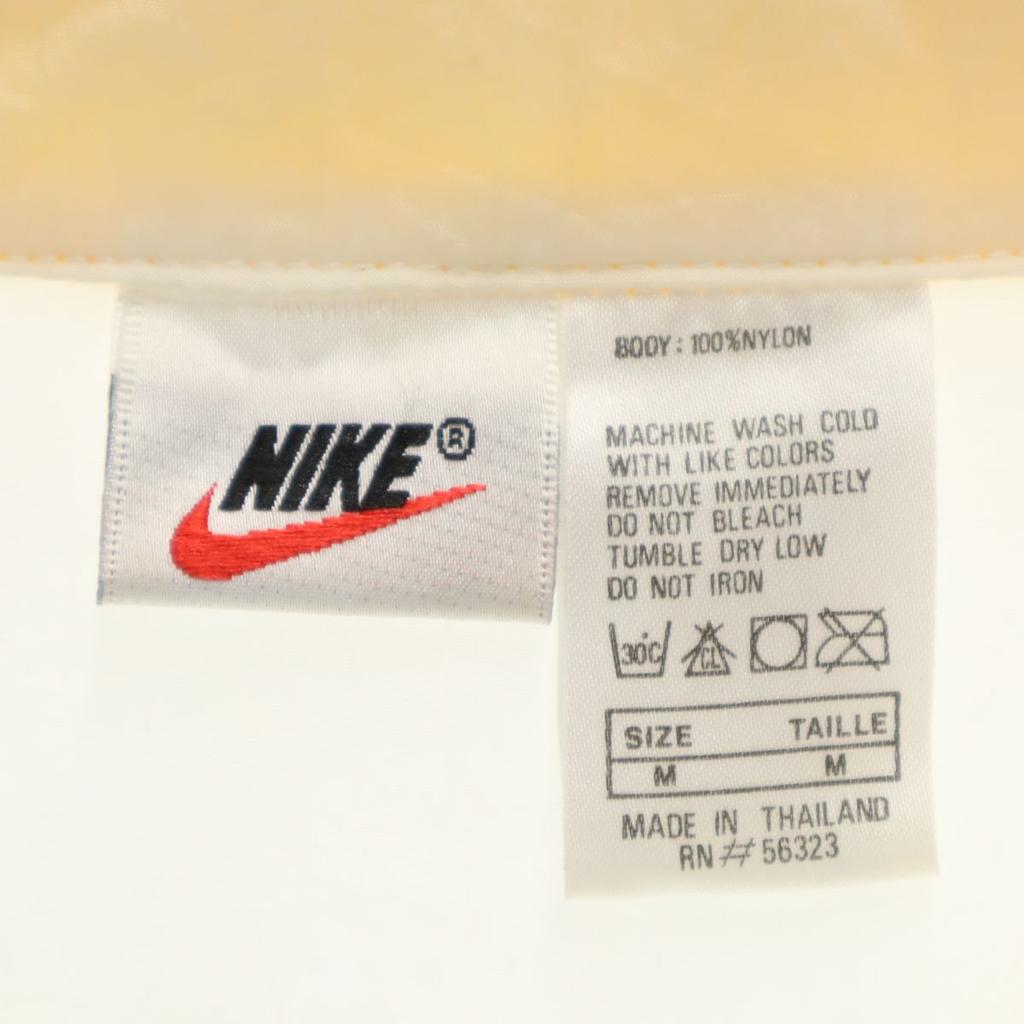 NIKE®
BODY: 100%NYLON
MACHINE WASH COLD
WITH LIKE COLORS
REMOVE IMMEDIATELY
DO NOT BLEACH
TUMBLE DRY LOW
DO NOT IRON
30C CL
SIZE TAILLE
M M
MADE IN THAILAND
RN# 56323